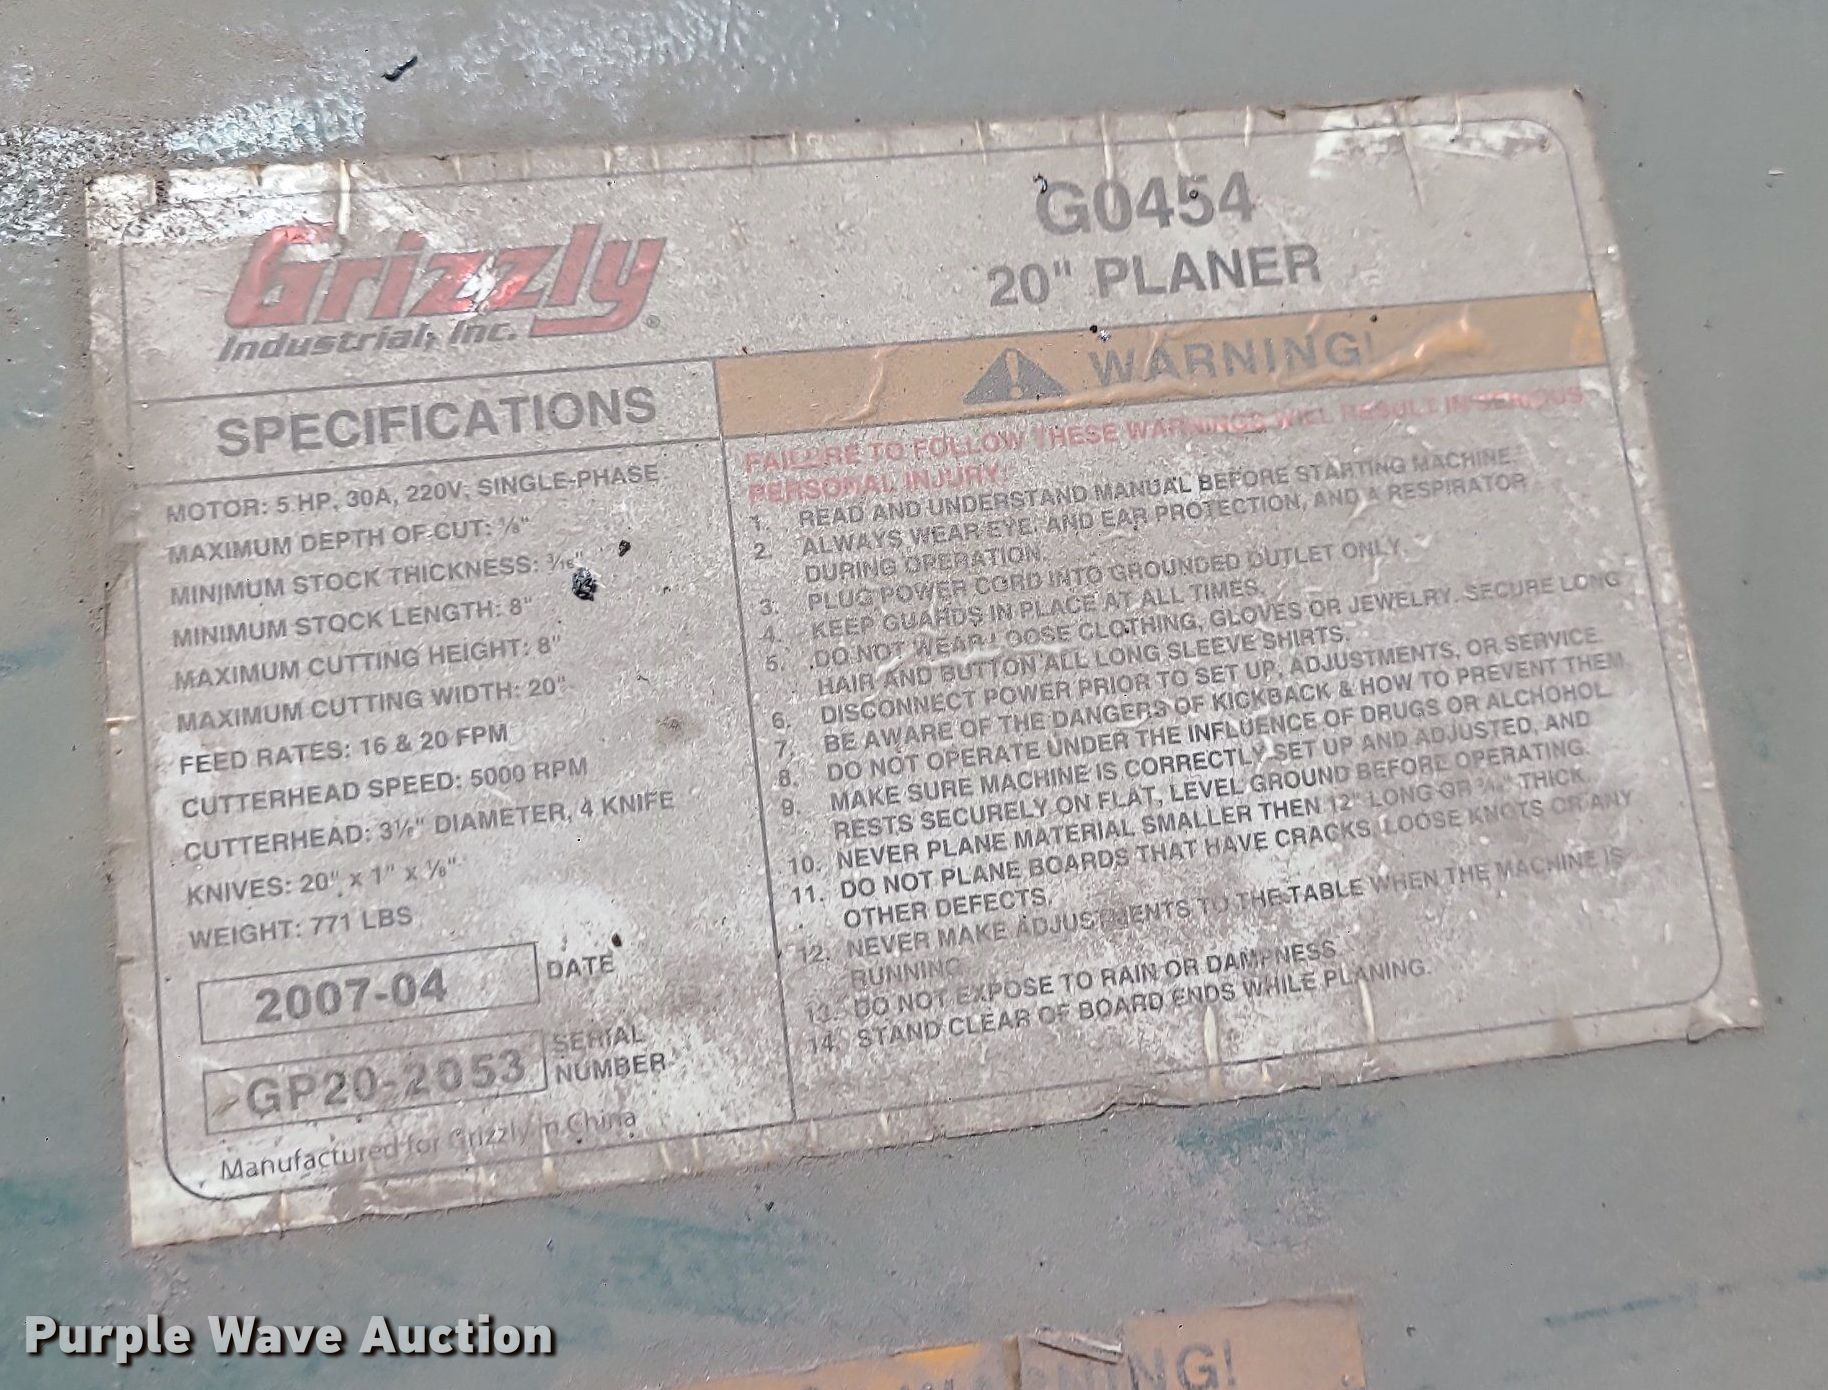 Grizzly®
Industrial, Inc.
G0454
20" PLANER
SPECIFICATIONS
MOTOR: 5 HP, 30A, 220V, SINGLE-PHASE
MAXIMUM DEPTH OF CUT: ⅛"
MINIMUM STOCK THICKNESS: 3⁄16"
MINIMUM STOCK LENGTH: 8"
MAXIMUM CUTTING HEIGHT: 8"
MAXIMUM CUTTING WIDTH: 20"
FEED RATES: 16 & 20 FPM
CUTTERHEAD SPEED: 5000 RPM
CUTTERHEAD: 3⅛" DIAMETER, 4 KNIFE
KNIVES: 20" x 1" x ⅛"
WEIGHT: 771 LBS
2007-04 DATE
GP20-2053 SERIAL
NUMBER
Manufactured for Grizzly in China
WARNING!
FAILURE TO FOLLOW THESE WARNINGS WILL RESULT IN SERIOUS
PERSONAL INJURY.
1. READ AND UNDERSTAND MANUAL BEFORE STARTING MACHINE.
2. ALWAYS WEAR EYE, AND EAR PROTECTION, AND A RESPIRATOR
DURING OPERATION.
3. PLUG POWER CORD INTO GROUNDED OUTLET ONLY.
4. KEEP GUARDS IN PLACE AT ALL TIMES.
5. DO NOT WEAR LOOSE CLOTHING, GLOVES OR JEWELRY. SECURE LONG
HAIR AND BUTTON ALL LONG SLEEVE SHIRTS.
6. DISCONNECT POWER PRIOR TO SET UP, ADJUSTMENTS, OR SERVICE.
7. BE AWARE OF THE DANGERS OF KICKBACK & HOW TO PREVENT THEM.
8. DO NOT OPERATE UNDER THE INFLUENCE OF DRUGS OR ALCHOHOL.
9. MAKE SURE MACHINE IS CORRECTLY SET UP AND ADJUSTED, AND
RESTS SECURELY ON FLAT, LEVEL GROUND BEFORE OPERATING.
10. NEVER PLANE MATERIAL SMALLER THEN 12" LONG OR THICK.
11. DO NOT PLANE BOARDS THAT HAVE CRACKS, LOOSE KNOTS OR ANY
OTHER DEFECTS.
12. NEVER MAKE ADJUSTMENTS TO THE TABLE WHEN THE MACHINE IS
RUNNING.
13. DO NOT EXPOSE TO RAIN OR DAMPNESS
14. STAND CLEAR OF BOARD ENDS WHILE PLANING.
Purple Wave Auction